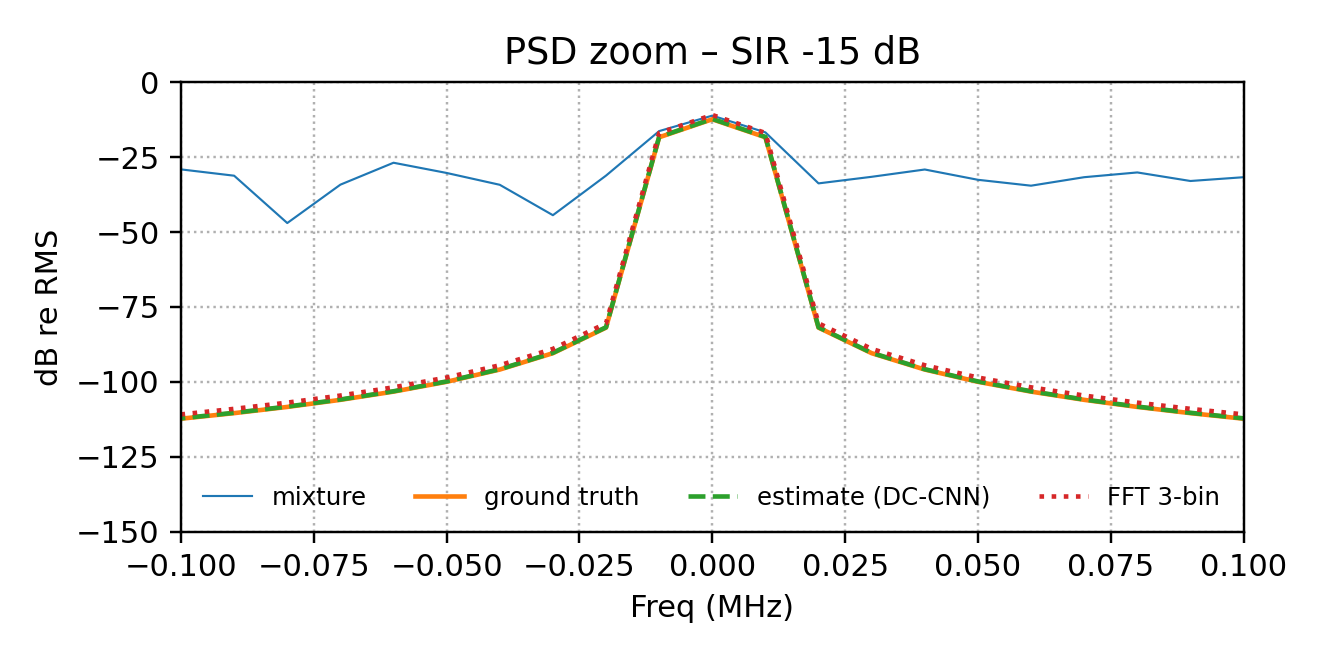 PSD zoom – SIR -15 dB
dB re RMS
0
−25
−50
−75
−100
−125
−150
mixture ground truth estimate (DC-CNN) FFT 3-bin
−0.100 −0.075 −0.050 −0.025 0.000 0.025 0.050 0.075 0.100
Freq (MHz)